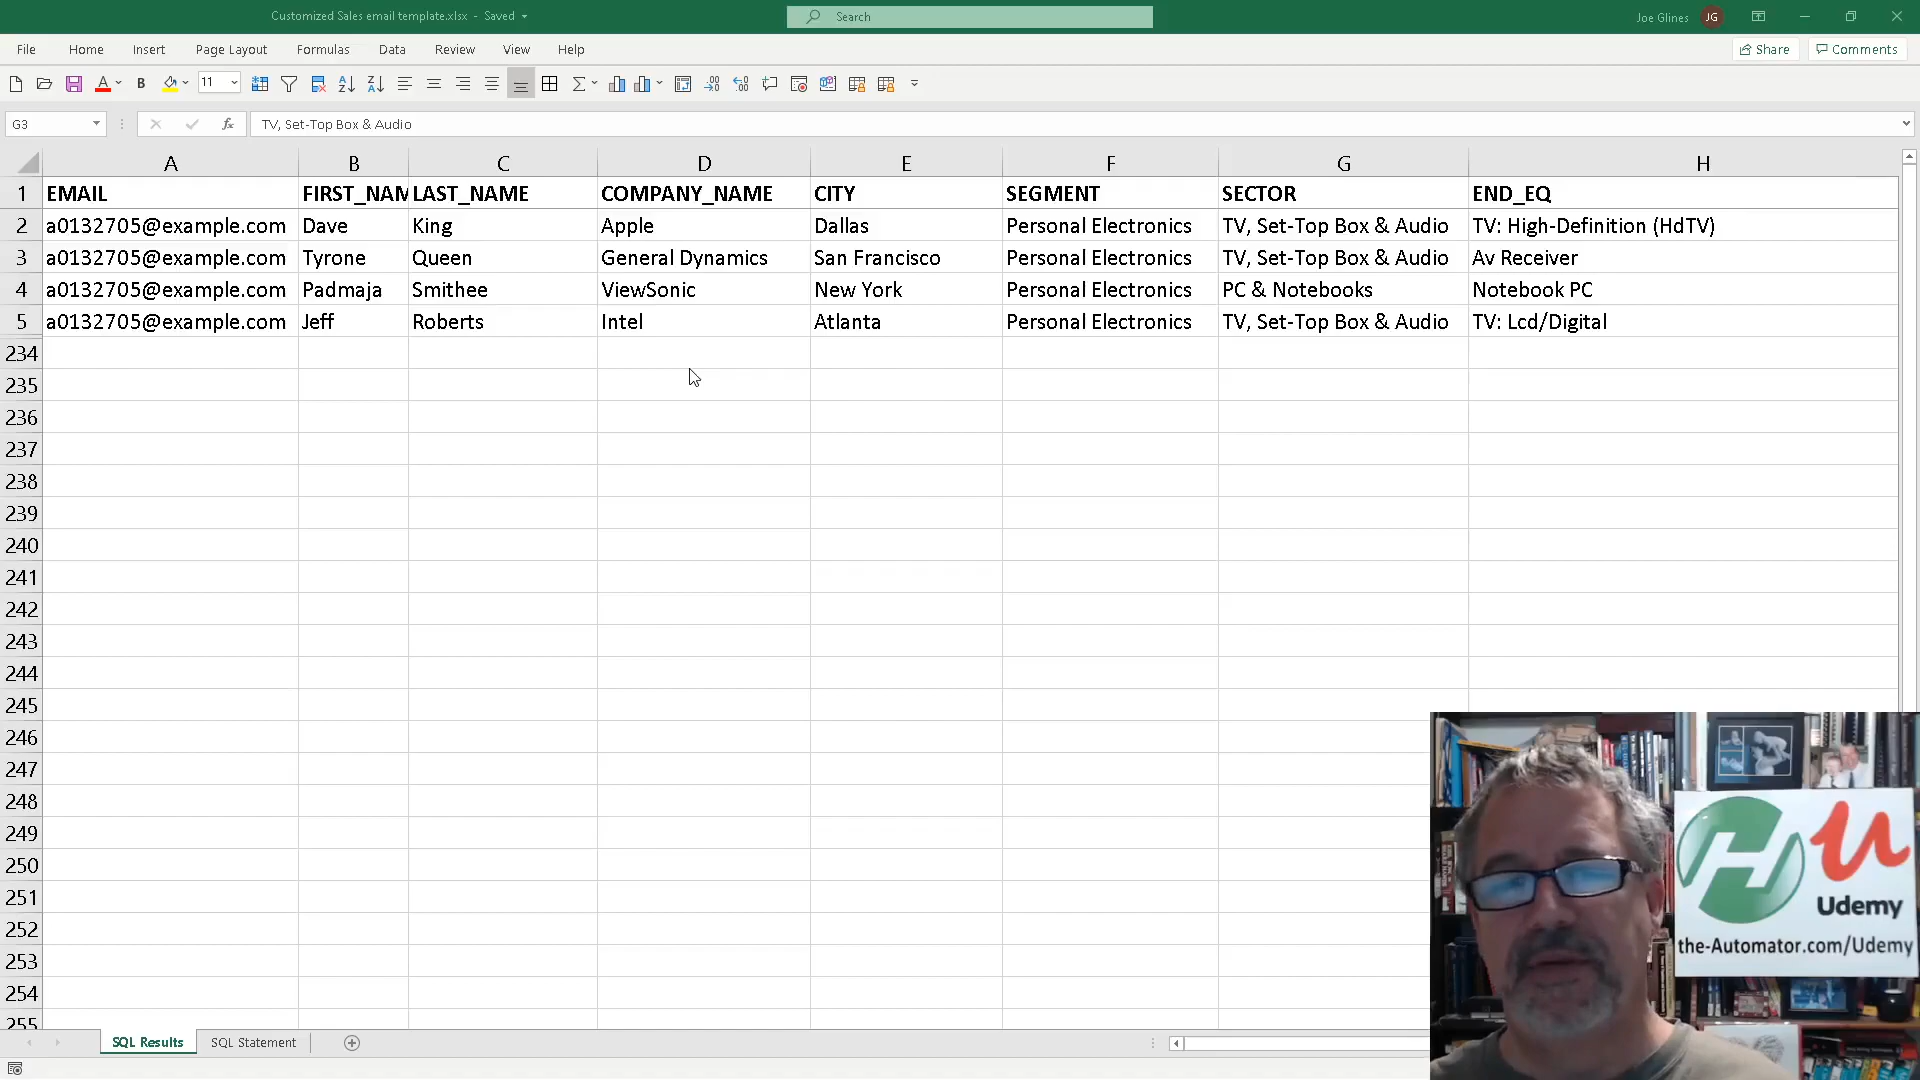 Customized Sales email template.xlsx - Saved
Search
Joe Glines JG
File Home Insert Page Layout Formulas Data Review View Help Share Comments
A B 11
G3 fx TV, Set-Top Box & Audio
A B C D E F G H
1 EMAIL FIRST_NAM LAST_NAME COMPANY_NAME CITY SEGMENT SECTOR END_EQ
2 a0132705@example.com Dave King Apple Dallas Personal Electronics TV, Set-Top Box & Audio TV: High-Definition (HdTV)
3 a0132705@example.com Tyrone Queen General Dynamics San Francisco Personal Electronics TV, Set-Top Box & Audio Av Receiver
4 a0132705@example.com Padmaja Smithee ViewSonic New York Personal Electronics PC & Notebooks Notebook PC
5 a0132705@example.com Jeff Roberts Intel Atlanta Personal Electronics TV, Set-Top Box & Audio TV: Lcd/Digital
234
235
236
237
238
239
240
241
242
243
244
245
246
247
248
249
250
251
252
253
254
255
H u
Udemy
the-Automator.com/Udemy
SQL Results SQL Statement